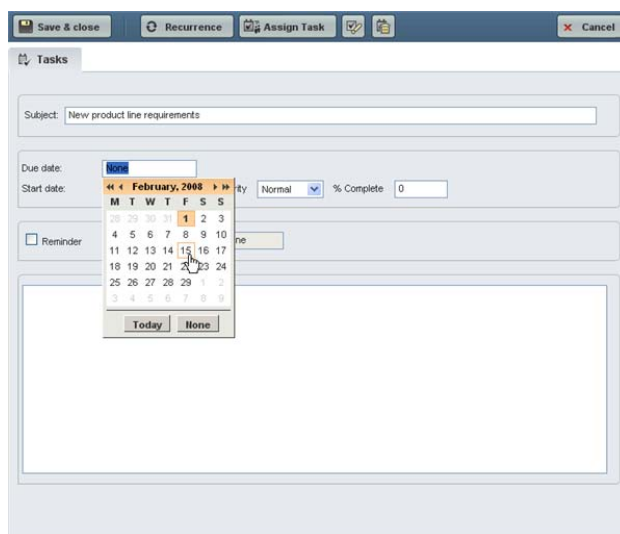 Save & close Recurrence Assign Task Cancel
Tasks
Subject: New product line requirements
Due date: None
Start date: Normal % Complete 0
February, 2008
M T W T F S S
28 29 30 31 1 2 3
4 5 6 7 8 9 10
Reminder
11 12 13 14 15 16 17
18 19 20 21 22 23 24
25 26 27 28 29 1 2
3 4 5 6 7 8 9
Today None